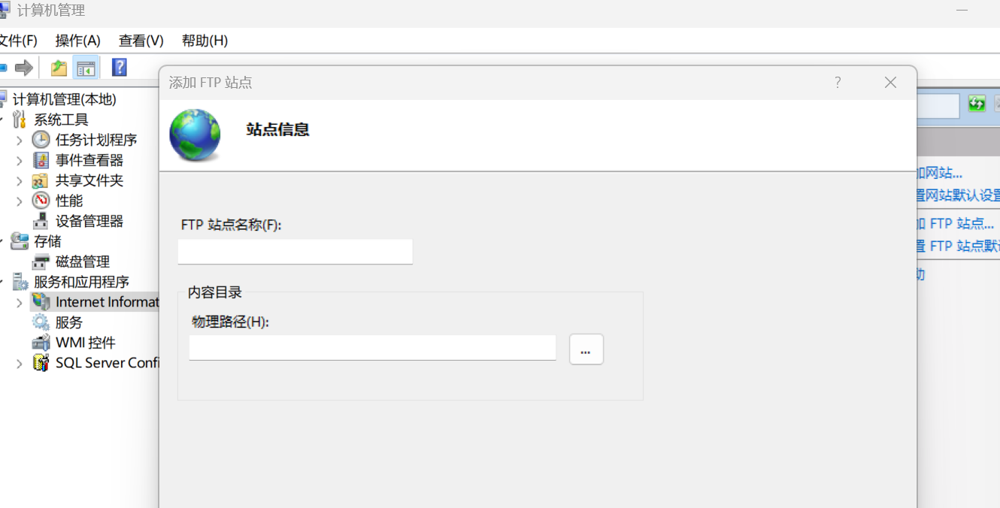 计算机管理
文件(F) 操作(A) 查看(V) 帮助(H)
添加 FTP 站点
?
站点信息
FTP 站点名称(F):
内容目录
物理路径(H):
...
计算机管理(本地)
系统工具
任务计划程序
事件查看器
共享文件夹
性能
设备管理器
存储
磁盘管理
服务和应用程序
Internet Informat
服务
WMI 控件
SQL Server Confi
加网站...
置网站默认设置
加 FTP 站点...
置 FTP 站点默认
助